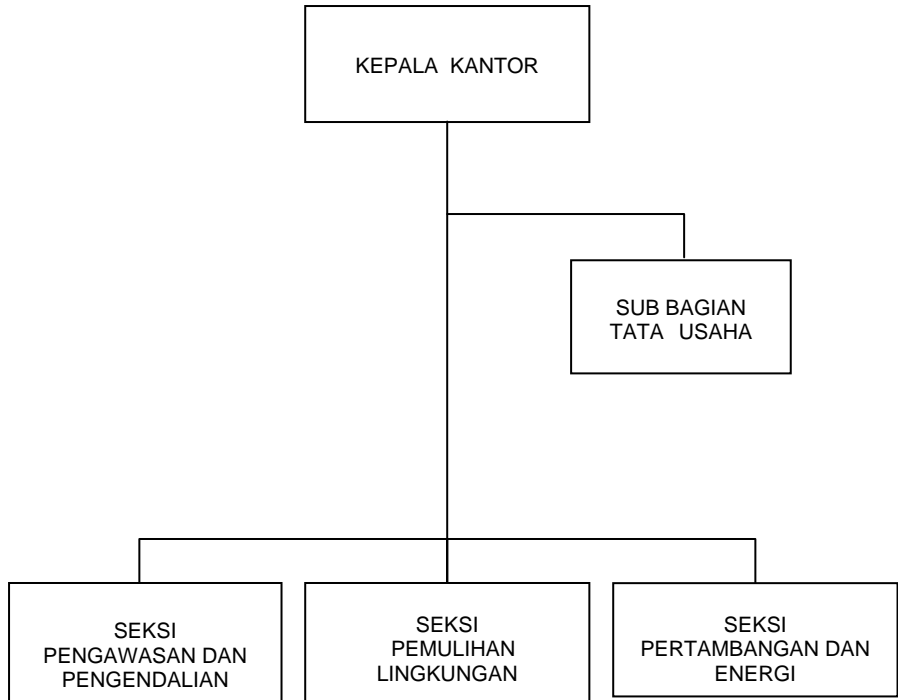 KEPALA KANTOR
SUB BAGIAN
TATA USAHA
SEKSI
PENGAWASAN DAN
PENGENDALIAN
SEKSI
PEMULIHAN
LINGKUNGAN
SEKSI
PERTAMBANGAN DAN
ENERGI